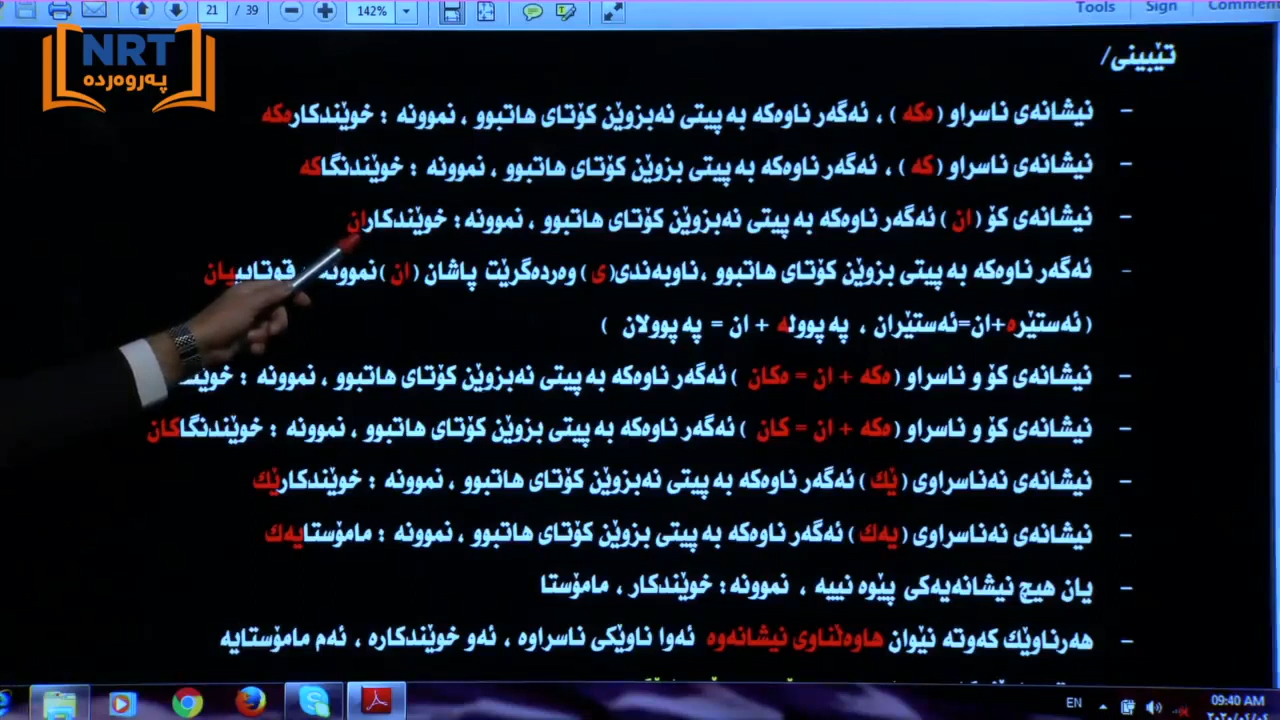 21 / 39
142%
Tools
Sign
Comment
NRT
پەروەردە
تێبینی/
- نیشانەی ناسراو ( ەکە ) ، ئەگەر ناوەکە بە پیتی نەبزوێن کۆتای هاتبوو ، نموونە : خوێندکارەکە
- نیشانەی ناسراو ( کە ) ، ئەگەر ناوەکە بە پیتی بزوێن کۆتای هاتبوو ، نموونە : خوێندنگاکە
- نیشانەی کۆ ( ان ) ئەگەر ناوەکە بە پیتی نەبزوێن کۆتای هاتبوو ، نموونە : خوێندکاران
- ئەگەر ناوەکە بە پیتی بزوێن کۆتای هاتبوو ،ناوبەندی( ی ) وەردەگرێت پاشان ( ان ) نموونە : قوتابییان
( ئەستێرە+ان=ئەستێران ، پەپوولە + ان = پەپوولان )
- نیشانەی کۆ و ناسراو ( ەکە + ان = ەکان ) ئەگەر ناوەکە بە پیتی نەبزوێن کۆتای هاتبوو ، نموونە :
- نیشانەی کۆ و ناسراو ( ەکە + ان = کان ) ئەگەر ناوەکە بە پیتی بزوێن کۆتای هاتبوو ، نموونە : خوێندنگاکان
- نیشانەی نەناسراوی ( ێك ) ئەگەر ناوەکە بە پیتی نەبزوێن کۆتای هاتبوو ، نموونە : خوێندکارێك
- نیشانەی نەناسراوی ( یەك ) ئەگەر ناوەکە بە پیتی بزوێن کۆتای هاتبوو ، نموونە : مامۆستایەك
- یان هیچ نیشانەیەکی پێوە نییە ، نموونە : خوێندکار ، مامۆستا
- هەرناوێك کەوتە نێوان هاوەڵناوی نیشانەوە ئەوا ناوێکی ناسراوە ، ئەو خوێندکارە ، ئەم مامۆستایە
EN
09:40 AM